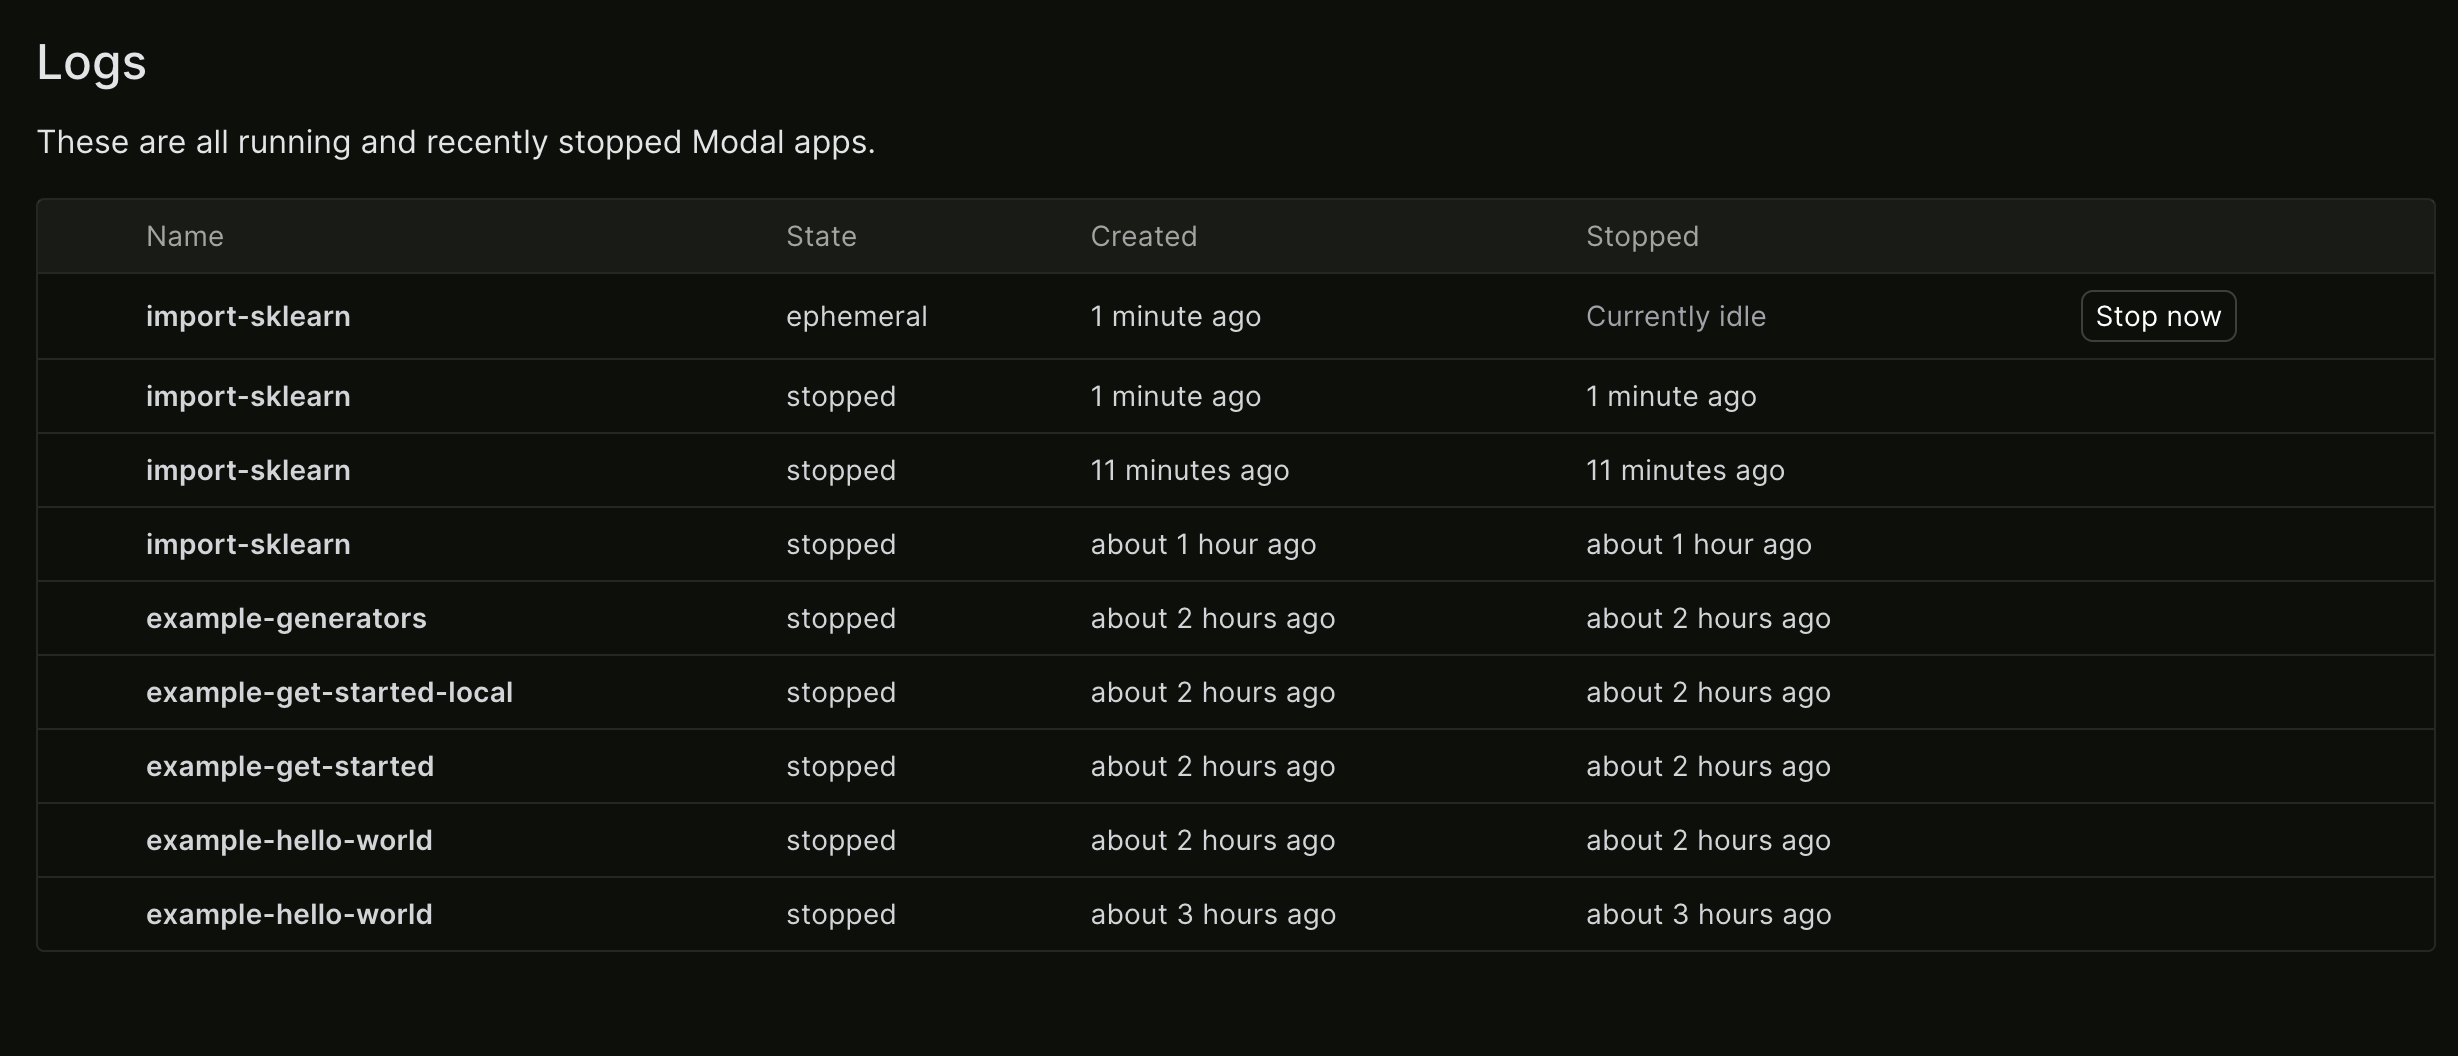 Logs
These are all running and recently stopped Modal apps.
Name State Created Stopped
import-sklearn ephemeral 1 minute ago Currently idle Stop now
import-sklearn stopped 1 minute ago 1 minute ago
import-sklearn stopped 11 minutes ago 11 minutes ago
import-sklearn stopped about 1 hour ago about 1 hour ago
example-generators stopped about 2 hours ago about 2 hours ago
example-get-started-local stopped about 2 hours ago about 2 hours ago
example-get-started stopped about 2 hours ago about 2 hours ago
example-hello-world stopped about 2 hours ago about 2 hours ago
example-hello-world stopped about 3 hours ago about 3 hours ago